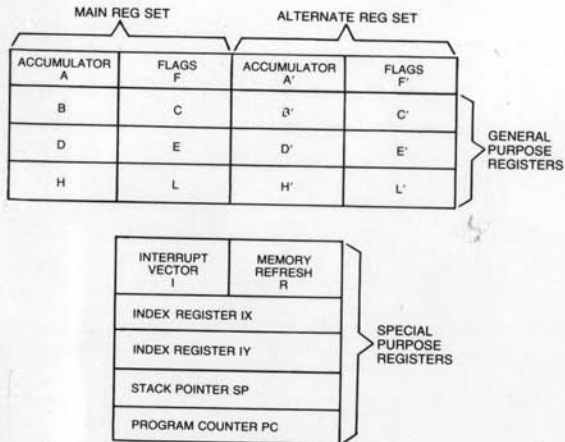 MAIN REG SET
ALTERNATE REG SET
ACCUMULATOR
A
FLAGS
F
ACCUMULATOR
A'
FLAGS
F'
B
C
B'
C'
D
E
D'
E'
H
L
H'
L'
GENERAL
PURPOSE
REGISTERS
INTERRUPT
VECTOR
I
MEMORY
REFRESH
R
INDEX REGISTER IX
INDEX REGISTER IY
STACK POINTER SP
PROGRAM COUNTER PC
SPECIAL
PURPOSE
REGISTERS